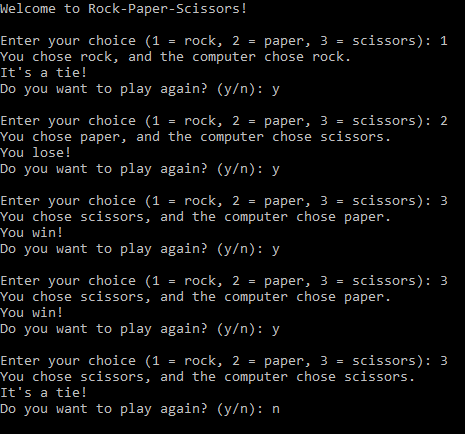 Welcome to Rock-Paper-Scissors!
Enter your choice (1 = rock, 2 = paper, 3 = scissors): 1
You chose rock, and the computer chose rock.
It's a tie!
Do you want to play again? (y/n): y
Enter your choice (1 = rock, 2 = paper, 3 = scissors): 2
You chose paper, and the computer chose scissors.
You lose!
Do you want to play again? (y/n): y
Enter your choice (1 = rock, 2 = paper, 3 = scissors): 3
You chose scissors, and the computer chose paper.
You win!
Do you want to play again? (y/n): y
Enter your choice (1 = rock, 2 = paper, 3 = scissors): 3
You chose scissors, and the computer chose paper.
You win!
Do you want to play again? (y/n): y
Enter your choice (1 = rock, 2 = paper, 3 = scissors): 3
You chose scissors, and the computer chose scissors.
It's a tie!
Do you want to play again? (y/n): n